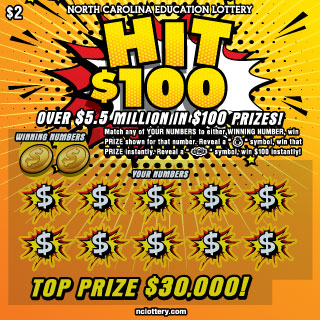 $2
NORTH CAROLINA EDUCATION LOTTERY
HIT
$100
OVER $5.5 MILLION IN $100 PRIZES!
WINNING NUMBERS
Match any of YOUR NUMBERS to either WINNING NUMBER, win
PRIZE shown for that number. Reveal a " " symbol, win that
PRIZE instantly. Reveal a " " symbol, win $100 instantly!
YOUR NUMBERS
$ $ $ $ $
$ $ $ $ $
TOP PRIZE $30,000!
nclottery.com